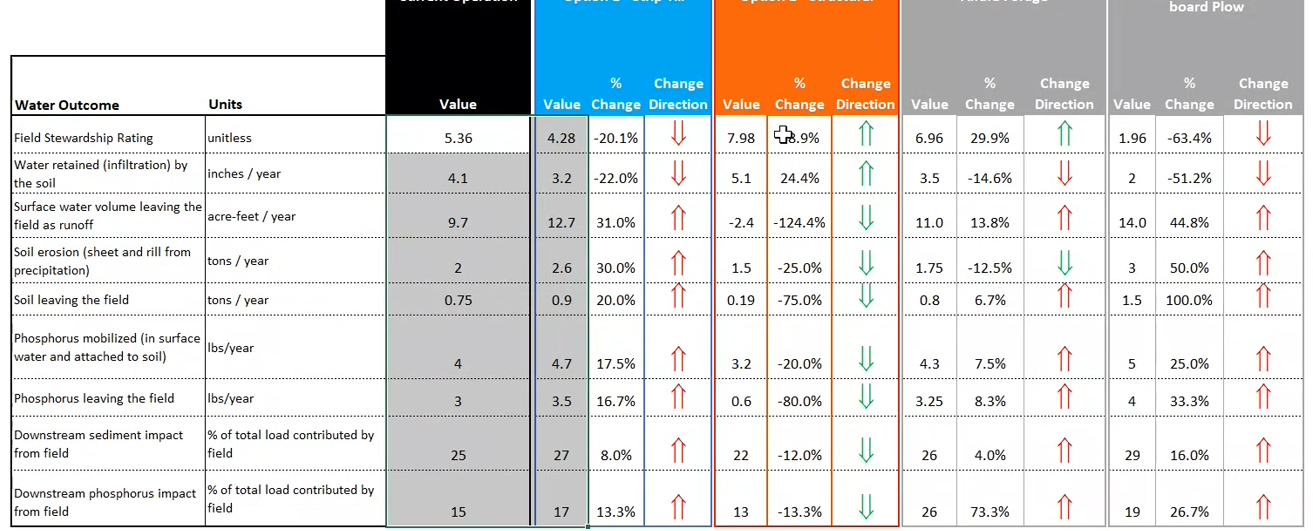 board Plow
% Change % Change % Change % Change
Water Outcome Units Value Value Change Direction Value Change Direction Value Change Direction Value Change Direction
Field Stewardship Rating unitless 5.36 4.28 -20.1% 7.98 8.9% 6.96 29.9% 1.96 -63.4%
Water retained (infiltration) by
the soil inches / year 4.1 3.2 -22.0% 5.1 24.4% 3.5 -14.6% 2 -51.2%
Surface water volume leaving the
field as runoff acre-feet / year 9.7 12.7 31.0% -2.4 -124.4% 11.0 13.8% 14.0 44.8%
Soil erosion (sheet and rill from
precipitation) tons / year 2 2.6 30.0% 1.5 -25.0% 1.75 -12.5% 3 50.0%
Soil leaving the field tons / year 0.75 0.9 20.0% 0.19 -75.0% 0.8 6.7% 1.5 100.0%
Phosphorus mobilized (in surface
water and attached to soil) lbs/year 4 4.7 17.5% 3.2 -20.0% 4.3 7.5% 5 25.0%
Phosphorus leaving the field lbs/year 3 3.5 16.7% 0.6 -80.0% 3.25 8.3% 4 33.3%
Downstream sediment impact % of total load contributed by
from field field 25 27 8.0% 22 -12.0% 26 4.0% 29 16.0%
Downstream phosphorus impact % of total load contributed by
from field field 15 17 13.3% 13 -13.3% 26 73.3% 19 26.7%